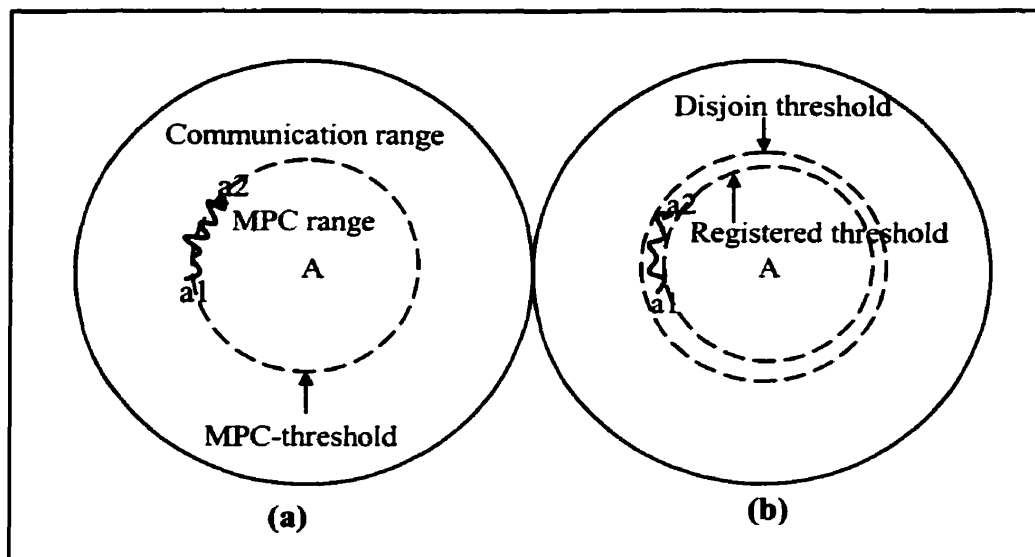 Communication range
a2
MPC range
A
a1
MPC-threshold
(a)
Disjoin threshold
a2
Registered threshold
A
a1
(b)